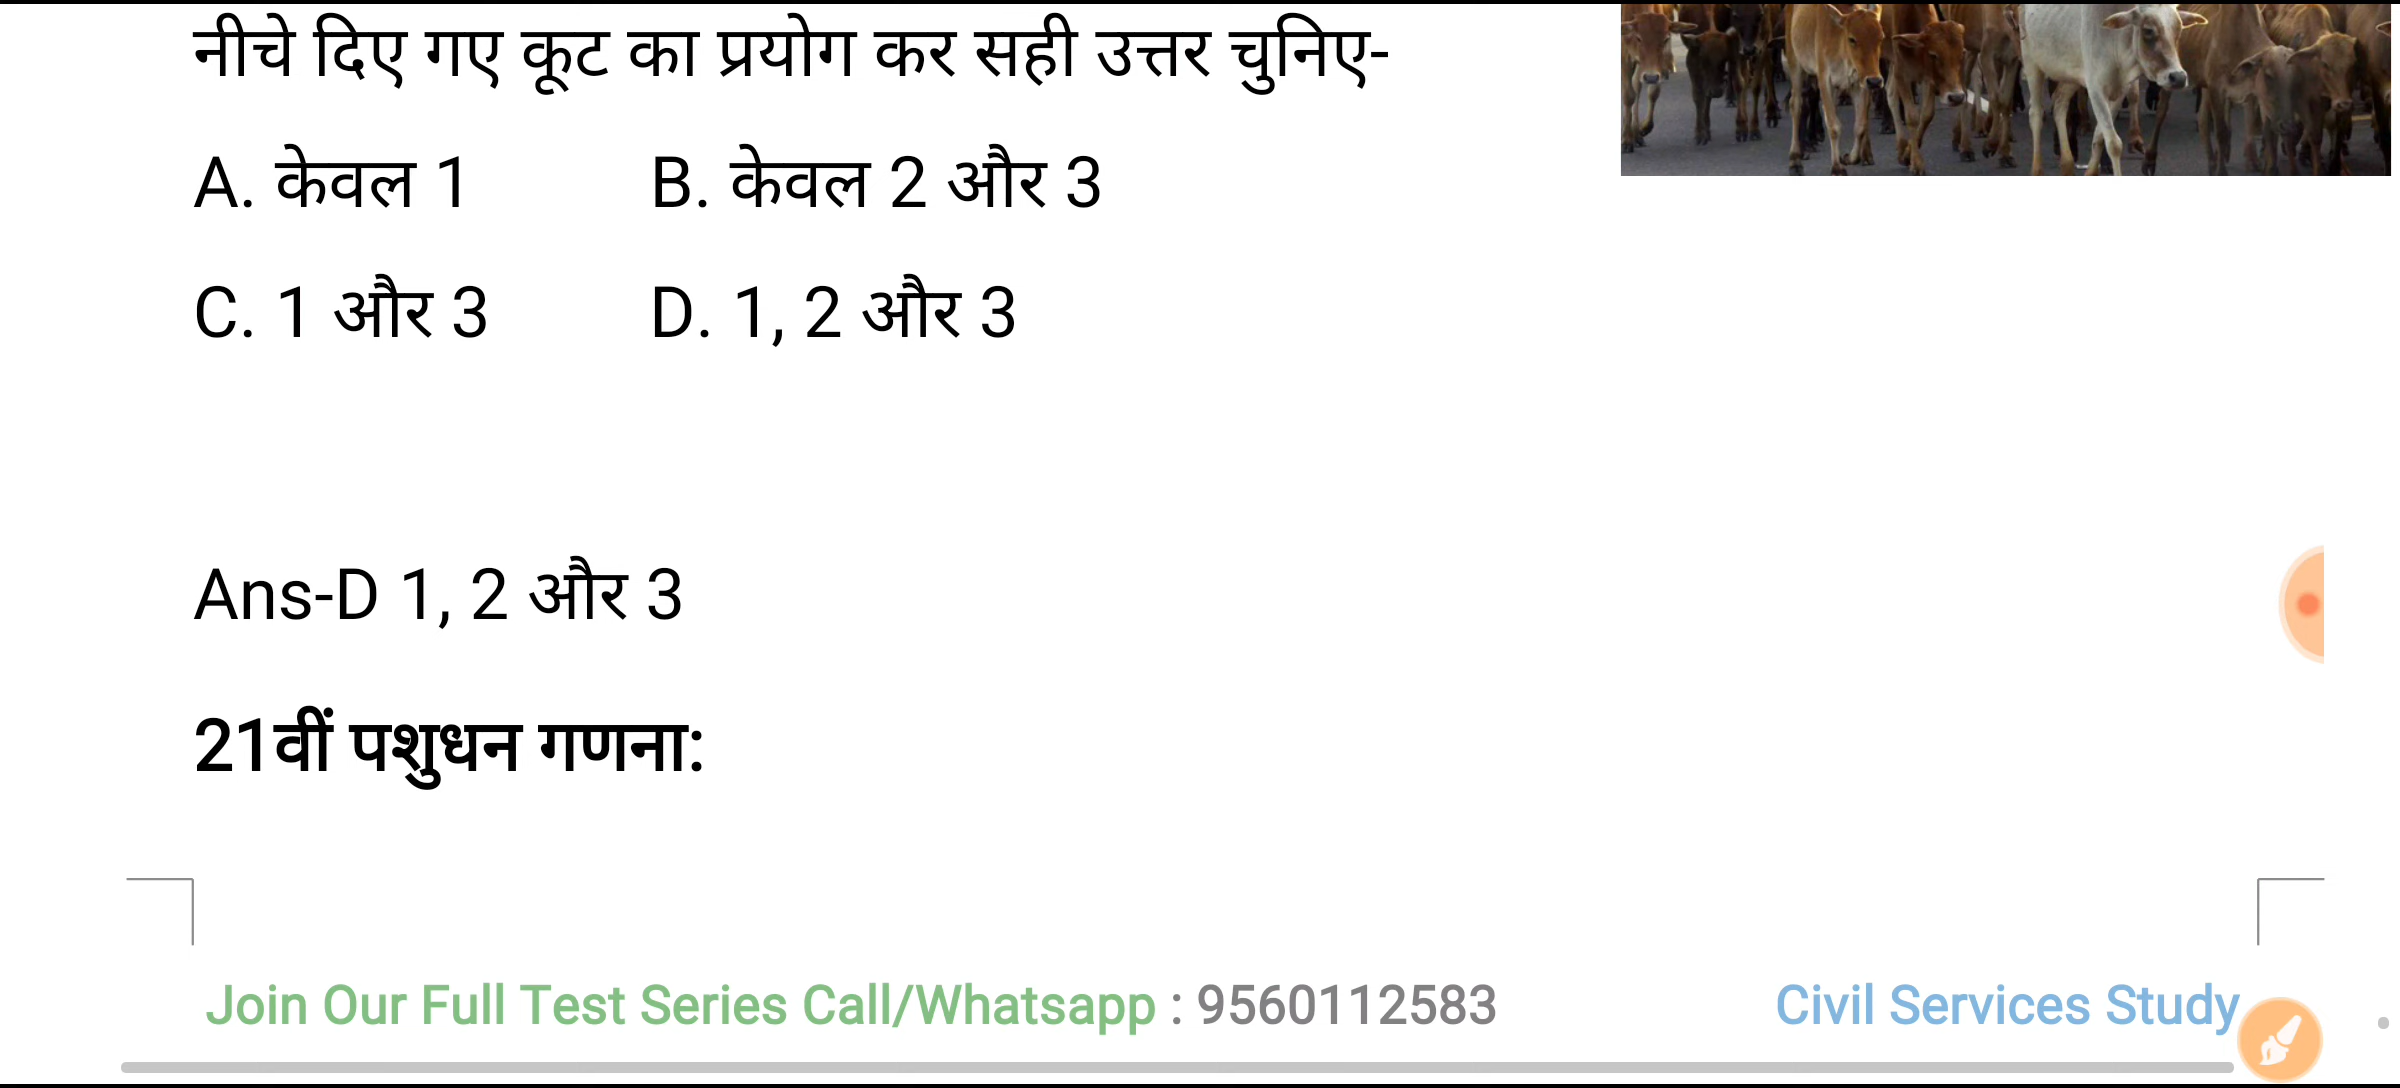 नीचे दिए गए कूट का प्रयोग कर सही उत्तर चुनिए-
A. केवल 1 B. केवल 2 और 3
C. 1 और 3 D. 1, 2 और 3
Ans-D 1, 2 और 3
21वीं पशुधन गणना:
Join Our Full Test Series Call/Whatsapp : 9560112583 Civil Services Study